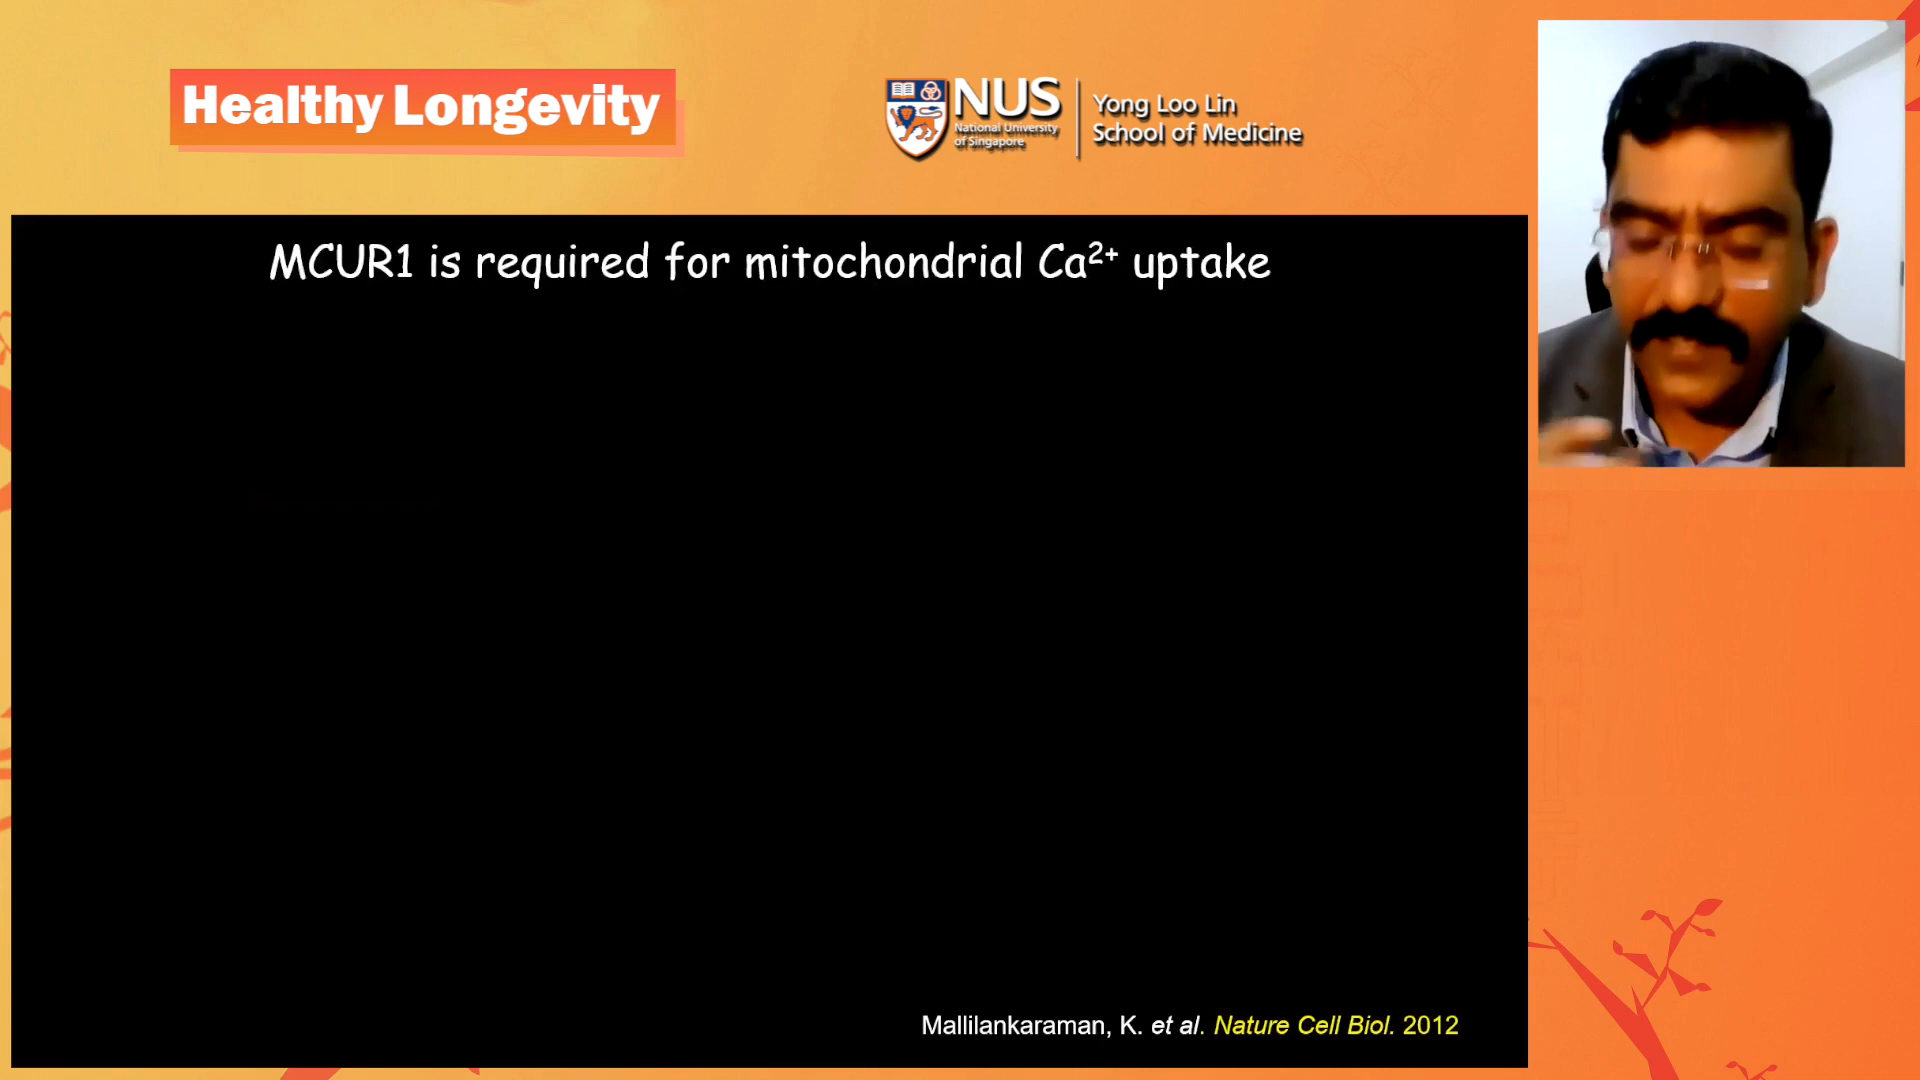 Healthy Longevity
NUS
National University
of Singapore
Yong Loo Lin
School of Medicine
MCUR1 is required for mitochondrial Ca²⁺ uptake
Mallilankaraman, K. et al. Nature Cell Biol. 2012